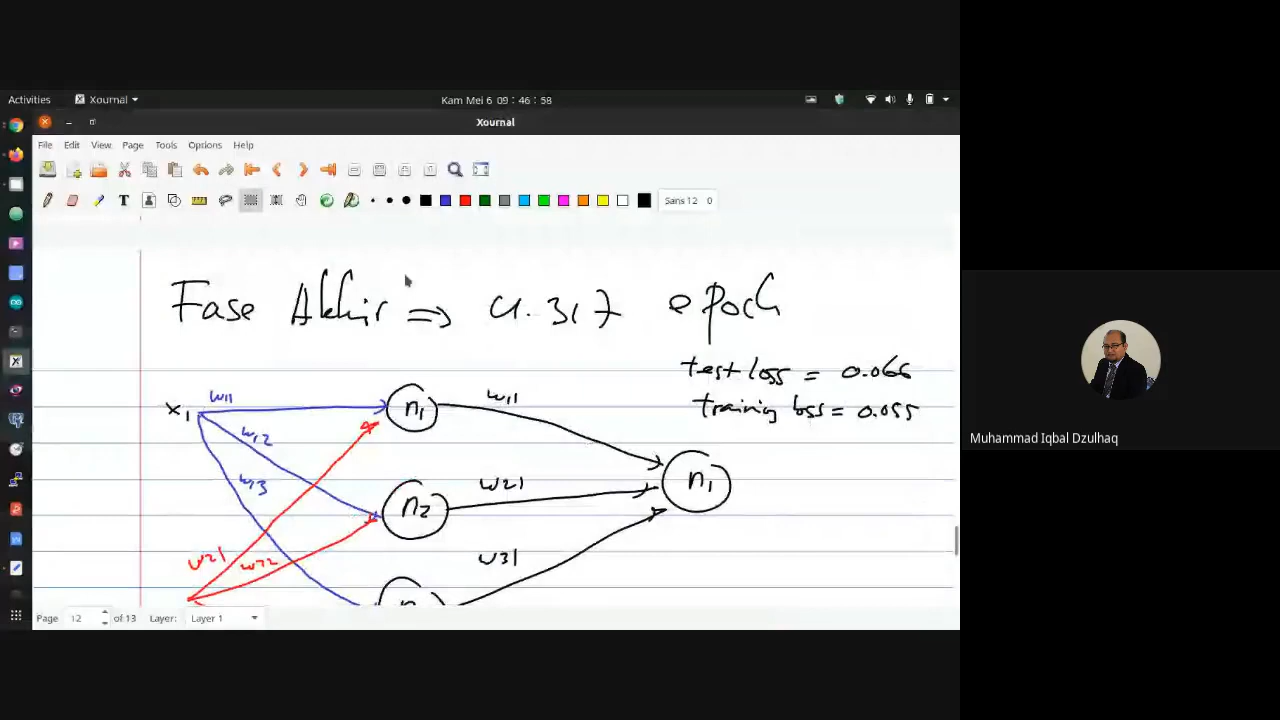 Activities Xournal Kam Mei 6 09:46:58
Xournal
File Edit View Page Tools Options Help
Sans 12 0
Fase Akhir => 4.317 epoch
test loss = 0.066
training loss = 0.055
x1 w11 n1 w11
w12
w13 n2 w21 n1
w21 w22 w31
n
Page 12 of 13 Layer: Layer 1
Muhammad Iqbal Dzulhaq